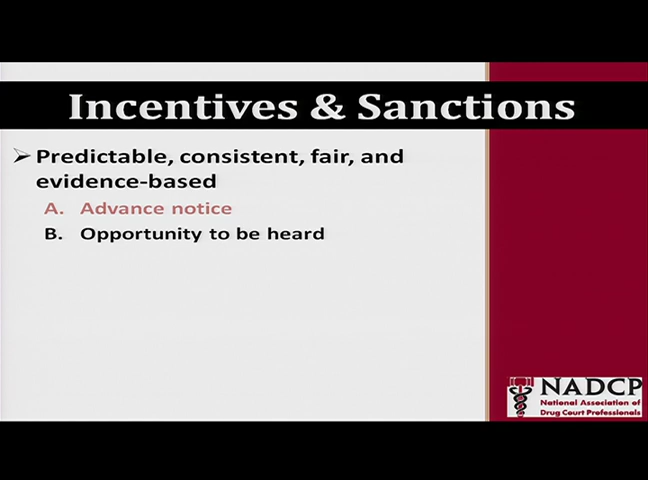 Incentives & Sanctions
➢ Predictable, consistent, fair, and
evidence-based
A. Advance notice
B. Opportunity to be heard
NADCP
National Association of
Drug Court Professionals